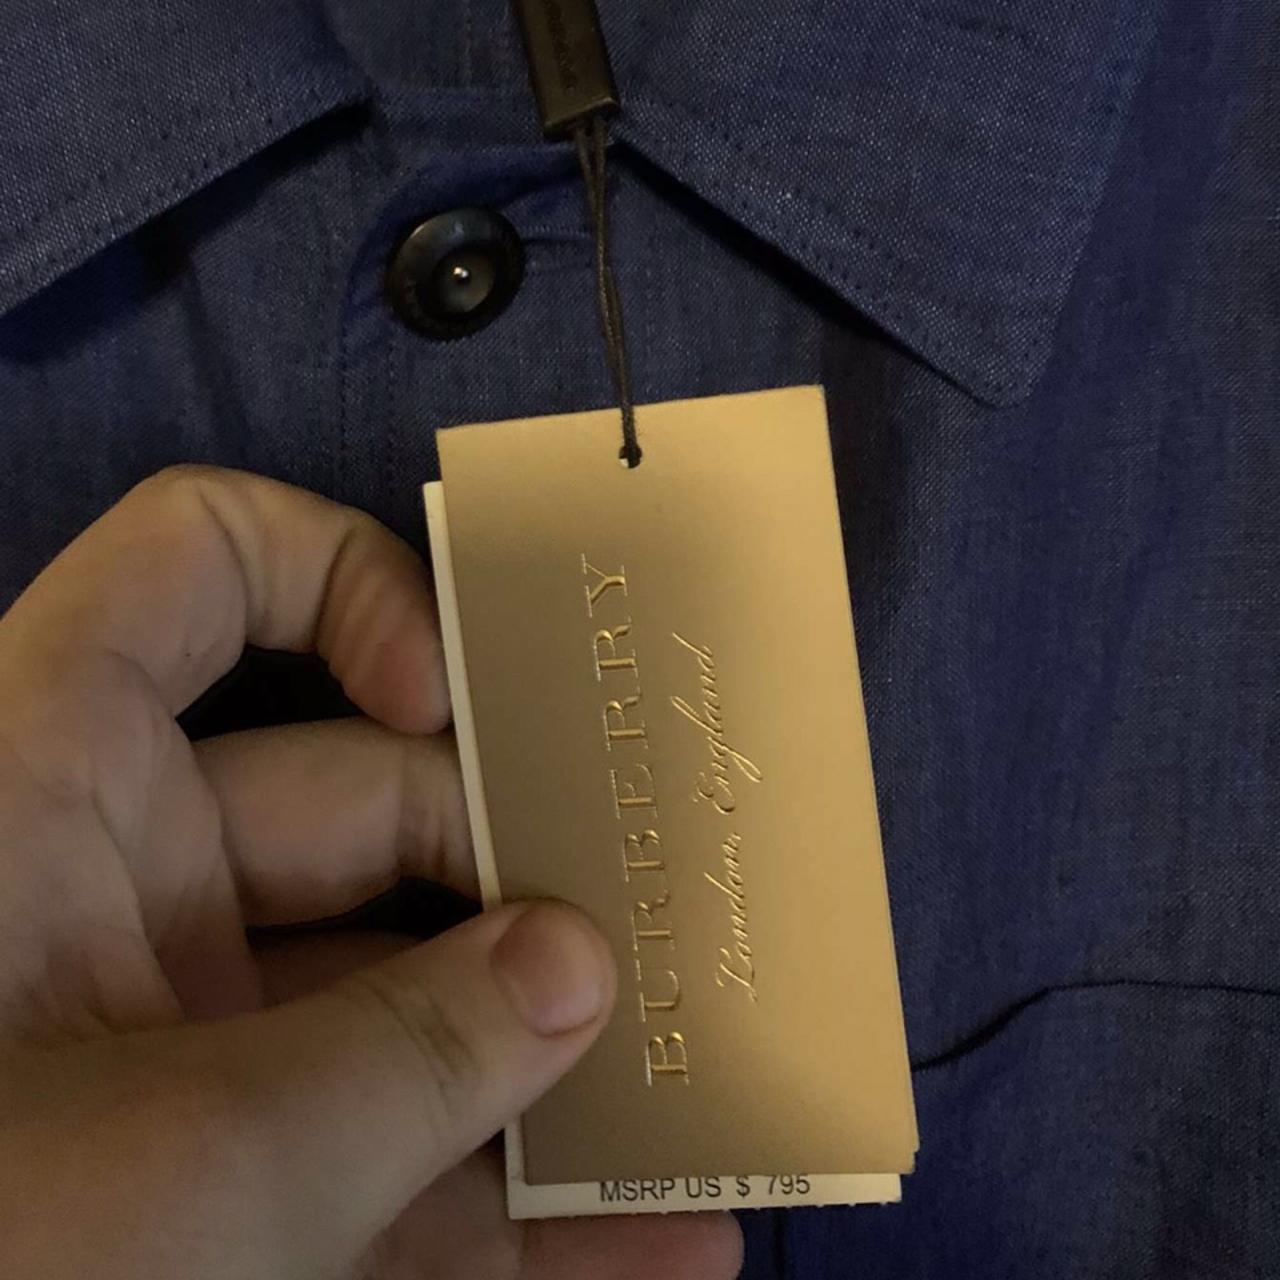 BURBERRY
London, England
MSRP US $ 795